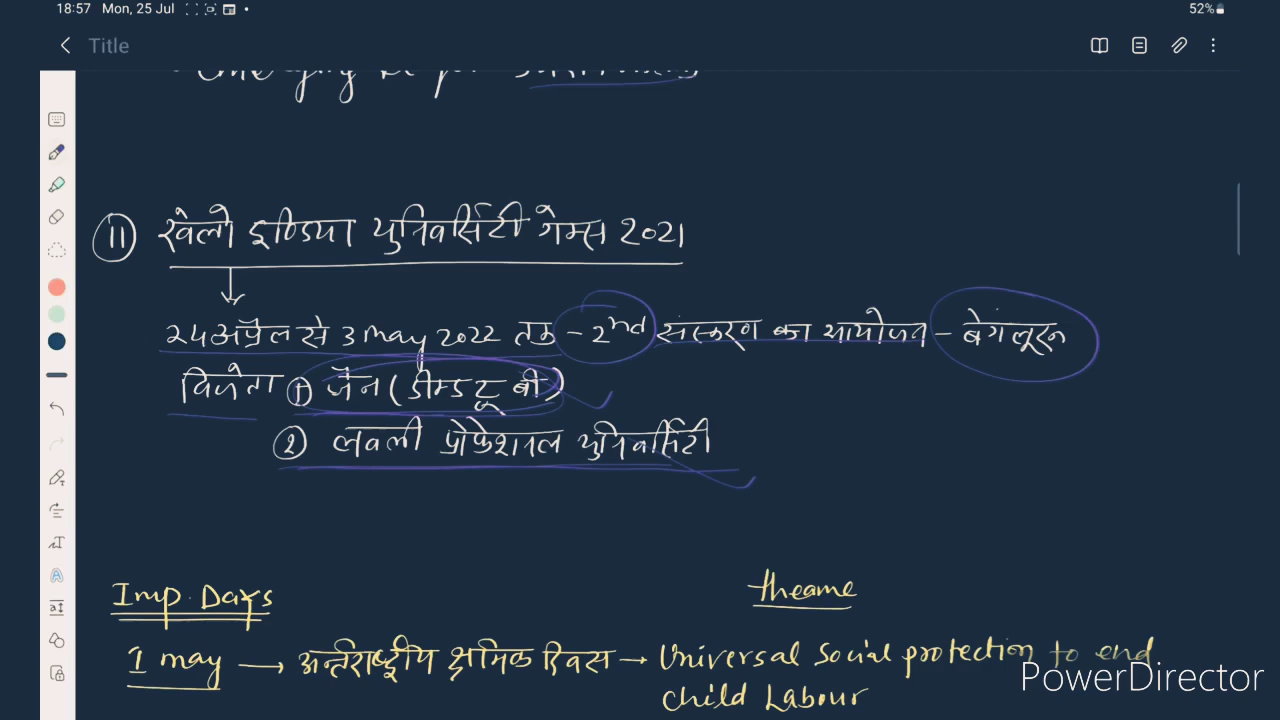 18:57 Mon, 25 Jul
52%
Title
11 खेलो इण्डिया युनिवर्सिटी गेम्स 2021
24 अप्रैल से 3 may 2022 तक - 2nd संस्करण का आयोजन - बेंगलूरू
विजेता 1 जैन (डीम्ड टू बी)
2 लवली प्रोफेशनल युनिवर्सिटी
Imp. Days
theame
1 may → अर्न्तराष्ट्रीय श्रमिक दिवस → Universal Social protection to end
Child Labour
PowerDirector